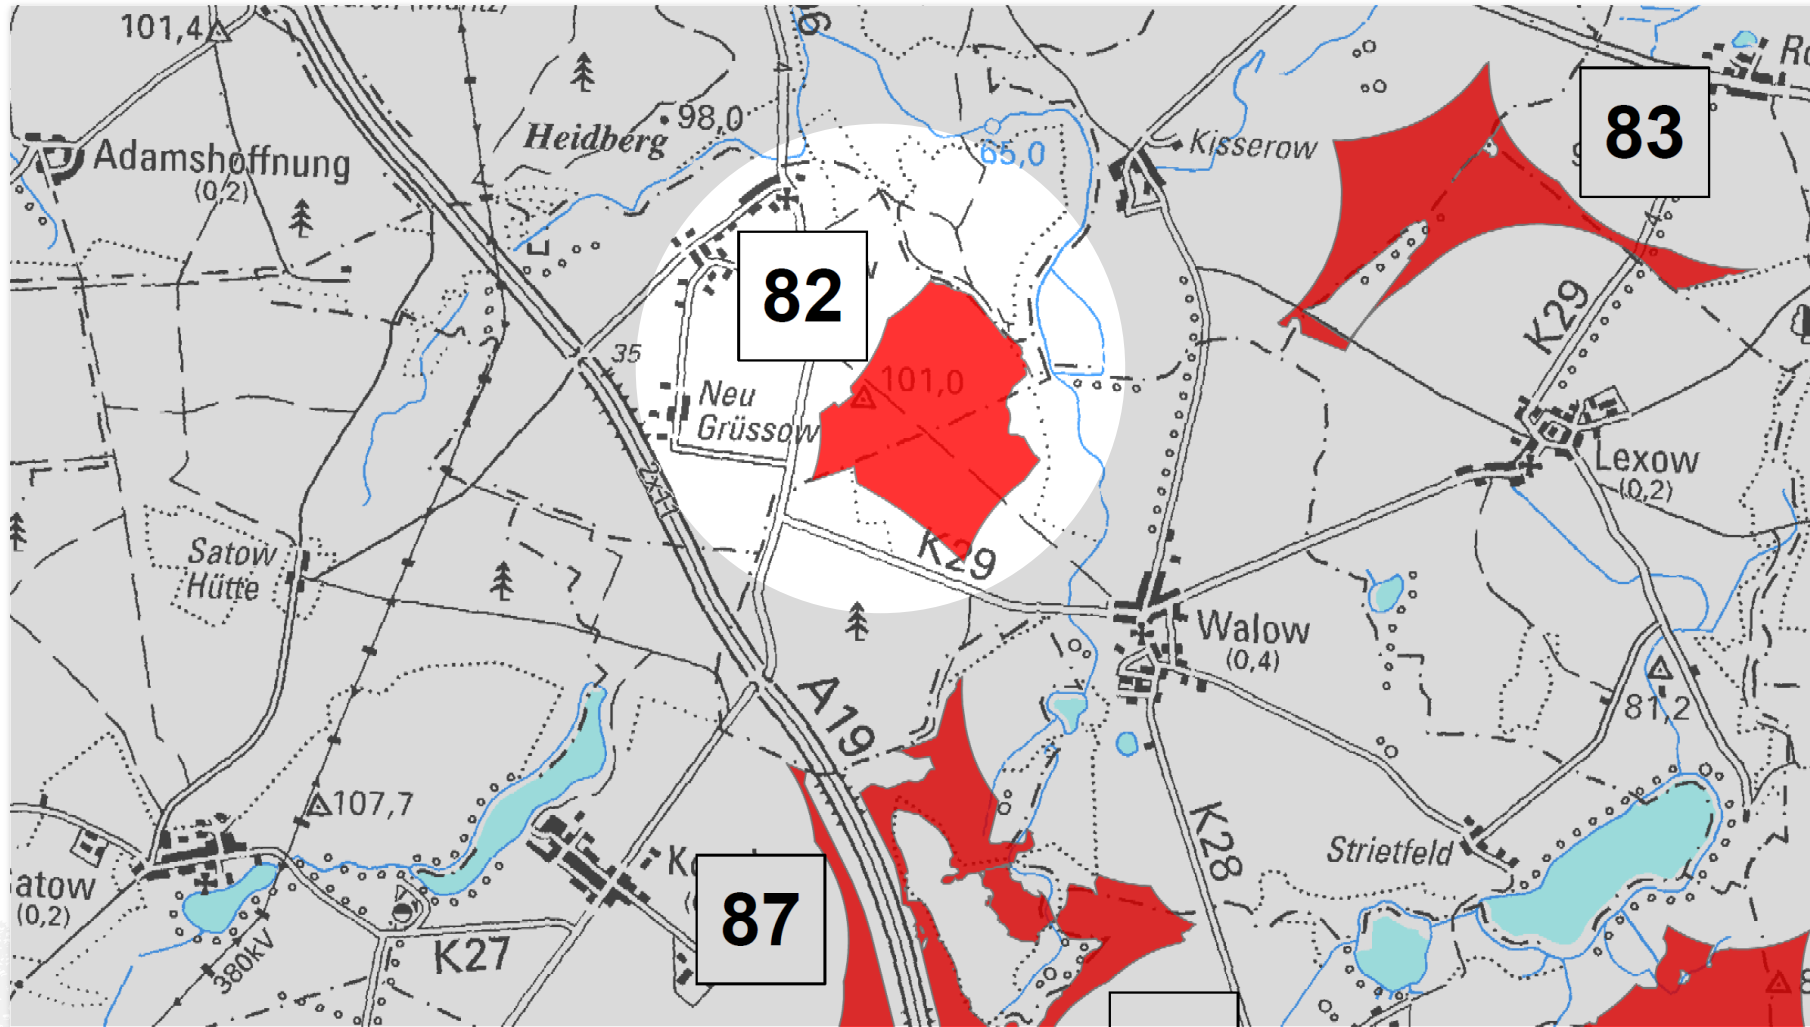 101,4
98,0
Heidberg
Adamshoffnung
(0,2)
65,0
Kisserow
83
82
35
101,0
Neu
Grüssow
K29
K29
Lexow
(0,2)
Satow
Hütte
Walow
(0,4)
81,2
A19
107,7
K28
Strietfeld
87
atow
(0,2)
K27
380kV